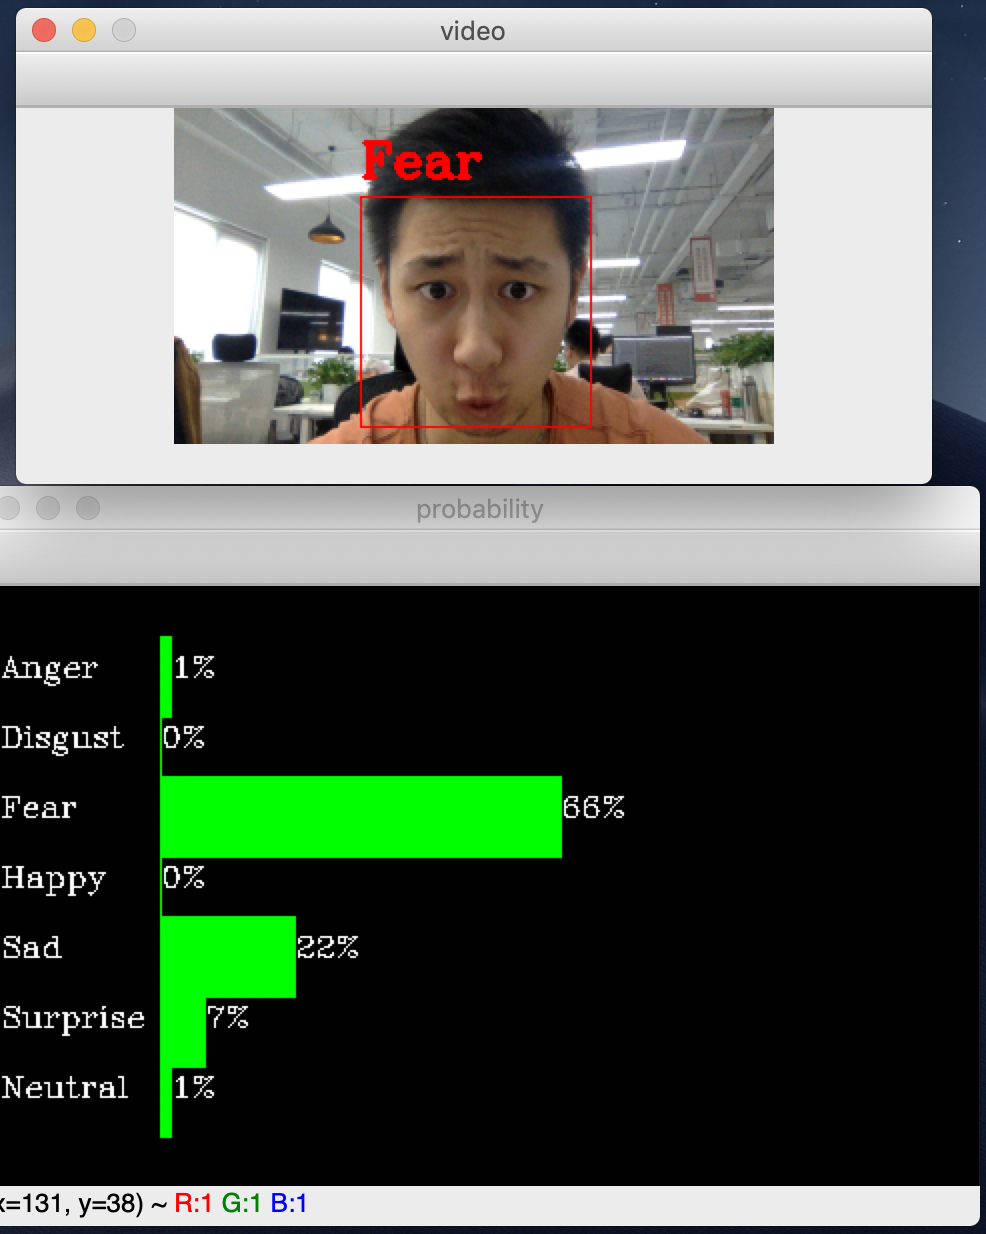 video
Fear
probability
Anger 1%
Disgust 0%
Fear 66%
Happy 0%
Sad 22%
Surprise 7%
Neutral 1%
x=131, y=38) ~ R:1 G:1 B:1